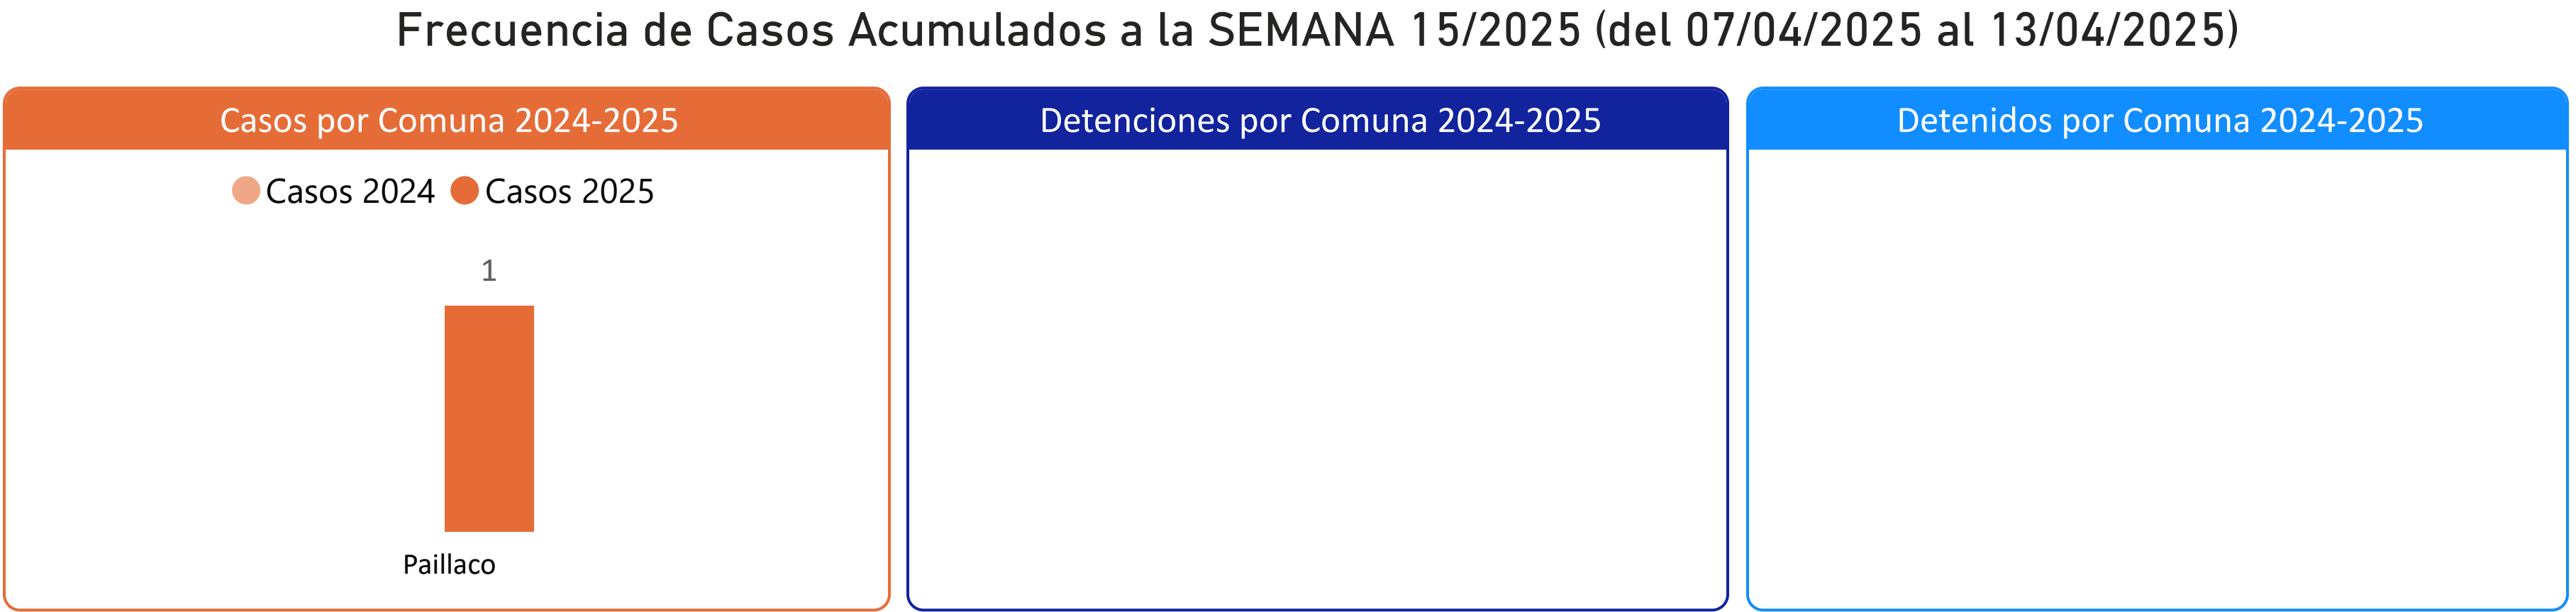 Frecuencia de Casos Acumulados a la SEMANA 15/2025 (del 07/04/2025 al 13/04/2025)
Casos por Comuna 2024-2025
Casos 2024 Casos 2025
1
Paillaco
Detenciones por Comuna 2024-2025
Detenidos por Comuna 2024-2025